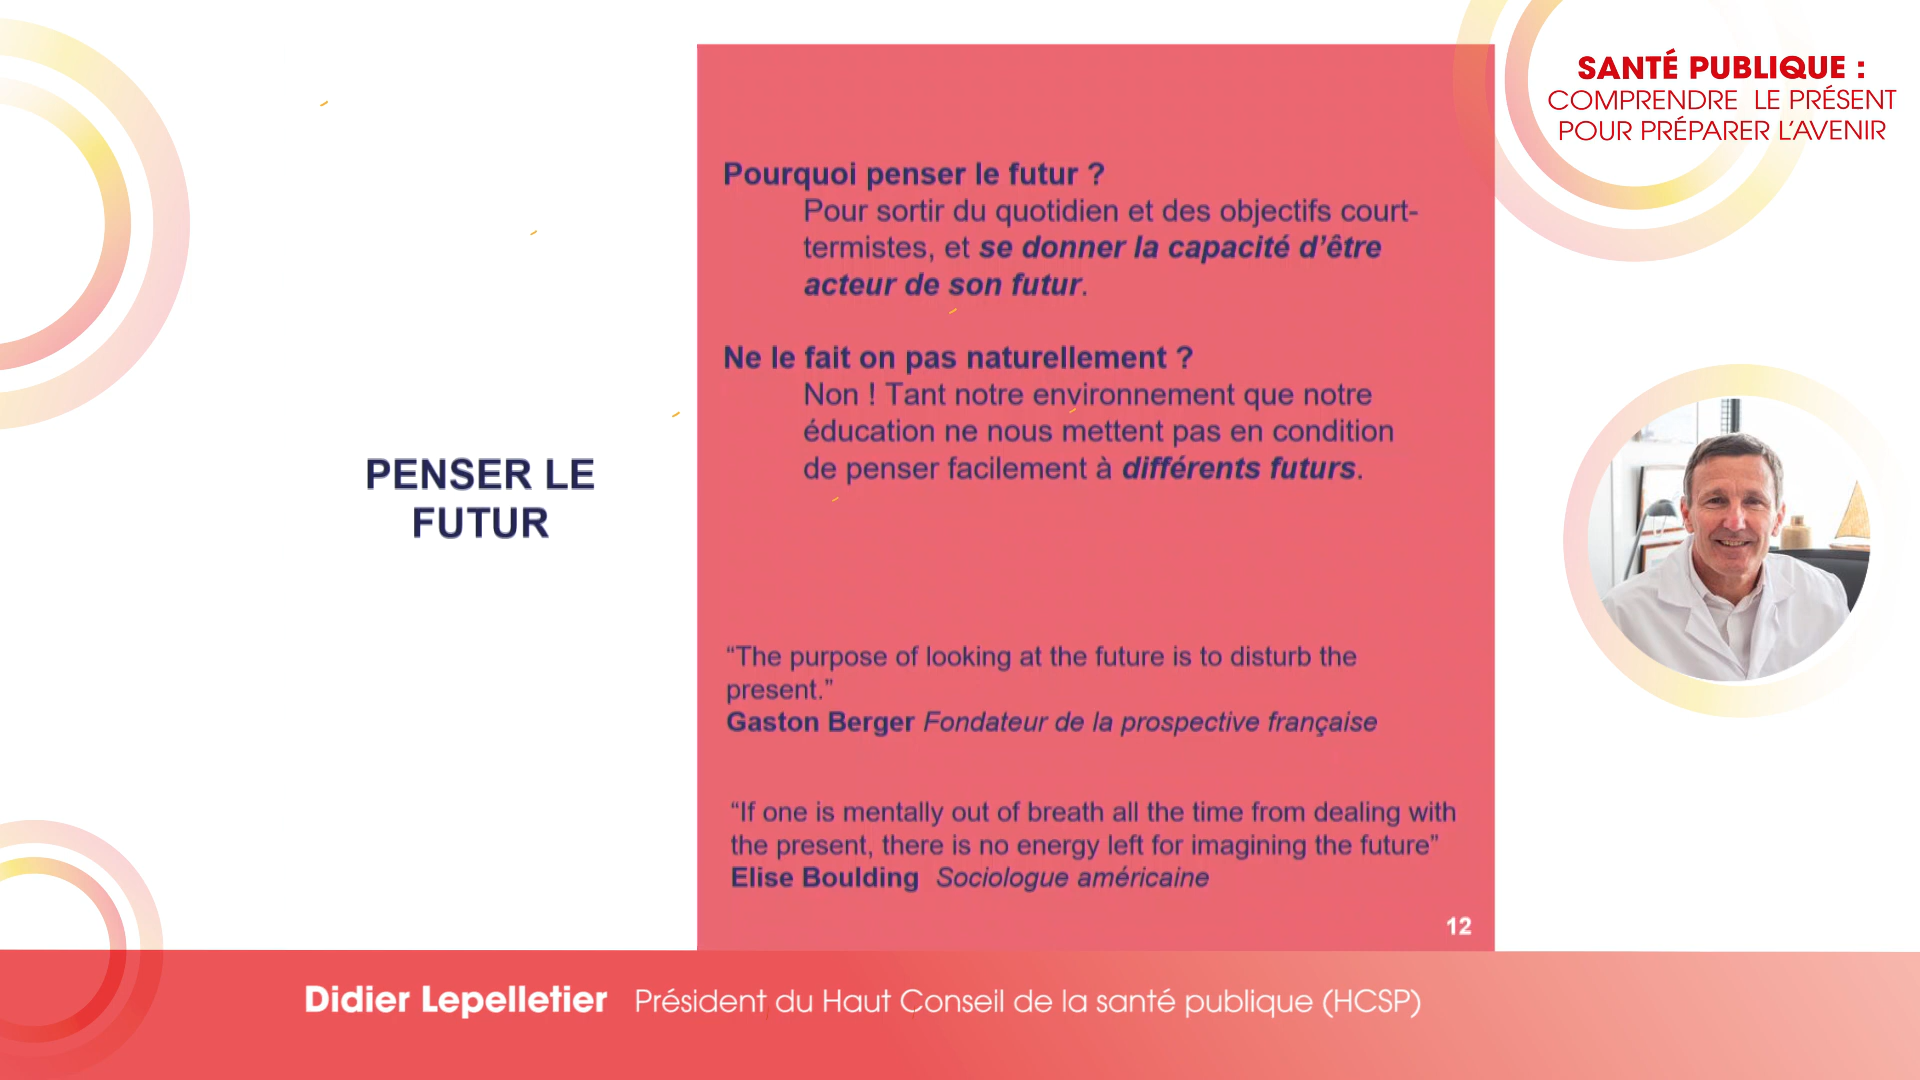 SANTÉ PUBLIQUE :
COMPRENDRE LE PRÉSENT
POUR PRÉPARER L'AVENIR
PENSER LE
FUTUR
Pourquoi penser le futur ?
Pour sortir du quotidien et des objectifs court-
termistes, et se donner la capacité d’être
acteur de son futur.
Ne le fait on pas naturellement ?
Non ! Tant notre environnement que notre
éducation ne nous mettent pas en condition
de penser facilement à différents futurs.
“The purpose of looking at the future is to disturb the
present.”
Gaston Berger Fondateur de la prospective française
“If one is mentally out of breath all the time from dealing with
the present, there is no energy left for imagining the future”
Elise Boulding Sociologue américaine
12
Didier Lepelletier Président du Haut Conseil de la santé publique (HCSP)